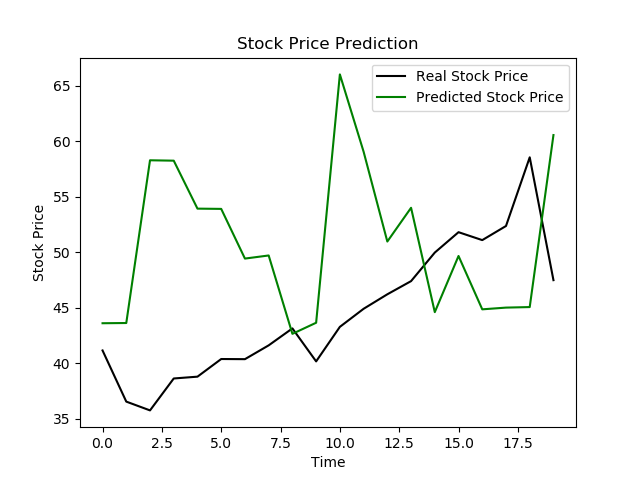 Stock Price Prediction
Real Stock Price
Predicted Stock Price
65
60
55
50
45
40
35
Stock Price
0.0 2.5 5.0 7.5 10.0 12.5 15.0 17.5
Time